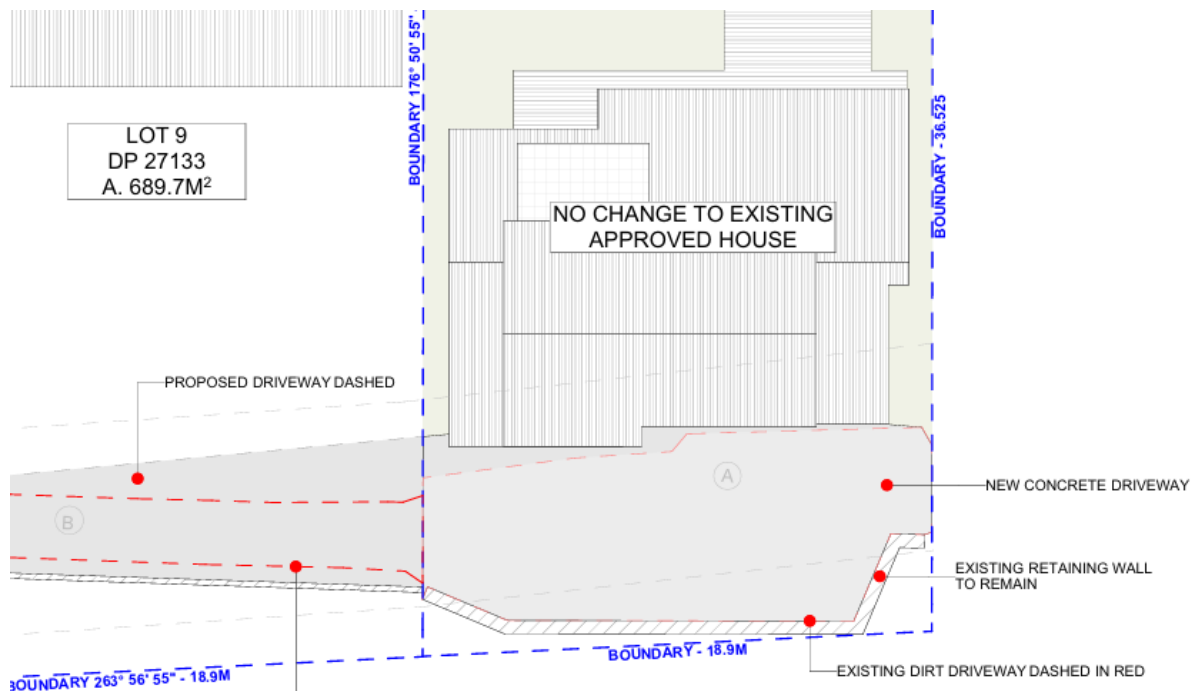 BOUNDARY 176° 50' 55"
BOUNDARY - 36.525
LOT 9
DP 27133
A. 689.7M²
NO CHANGE TO EXISTING
APPROVED HOUSE
PROPOSED DRIVEWAY DASHED
A
NEW CONCRETE DRIVEWAY
B
EXISTING RETAINING WALL
TO REMAIN
BOUNDARY - 18.9M
EXISTING DIRT DRIVEWAY DASHED IN RED
BOUNDARY 263° 56' 55" - 18.9M